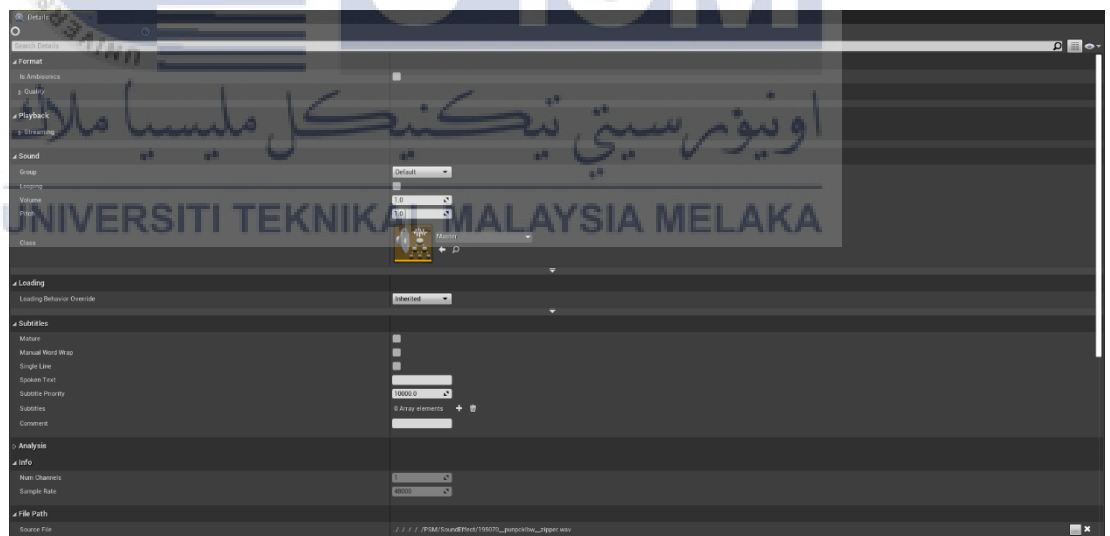 Details
Search Details
Format
Is Ambisonics
Quality
Playback
Streaming
Sound
Group Default
Looping
Volume 1.0
Pitch 1.0
Class Master
Loading
Loading Behavior Override Inherited
Subtitles
Mature
Manual Word Wrap
Single Line
Spoken Text
Subtitle Priority 10000.0
Subtitles 0 Array elements
Comment
Analysis
Info
Num Channels 1
Sample Rate 48000
File Path
Source File
اونيۏرسيتي تيكنيكل مليسيا ملاك
UNIVERSITI TEKNIKAL MALAYSIA MELAKA